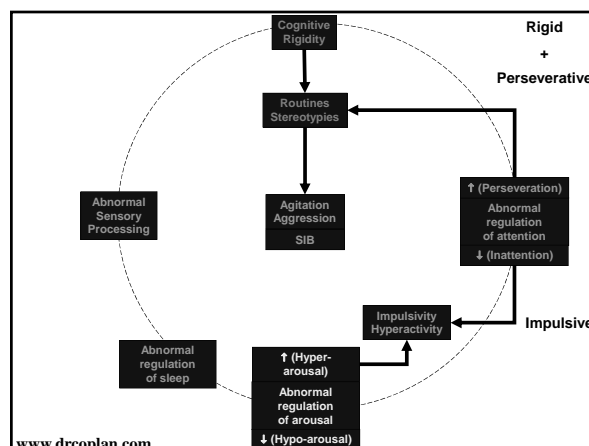 Cognitive
Rigidity
Rigid
+
Perseverative
Routines
Stereotypies
Abnormal
Sensory
Processing
Agitation
Aggression
SIB
↑ (Perseveration)
Abnormal
regulation
of attention
↓ (Inattention)
Impulsivity
Hyperactivity
Impulsive
Abnormal
regulation
of sleep
↑ (Hyper-
arousal)
Abnormal
regulation
of arousal
↓ (Hypo-arousal)
www.drcoplan.com